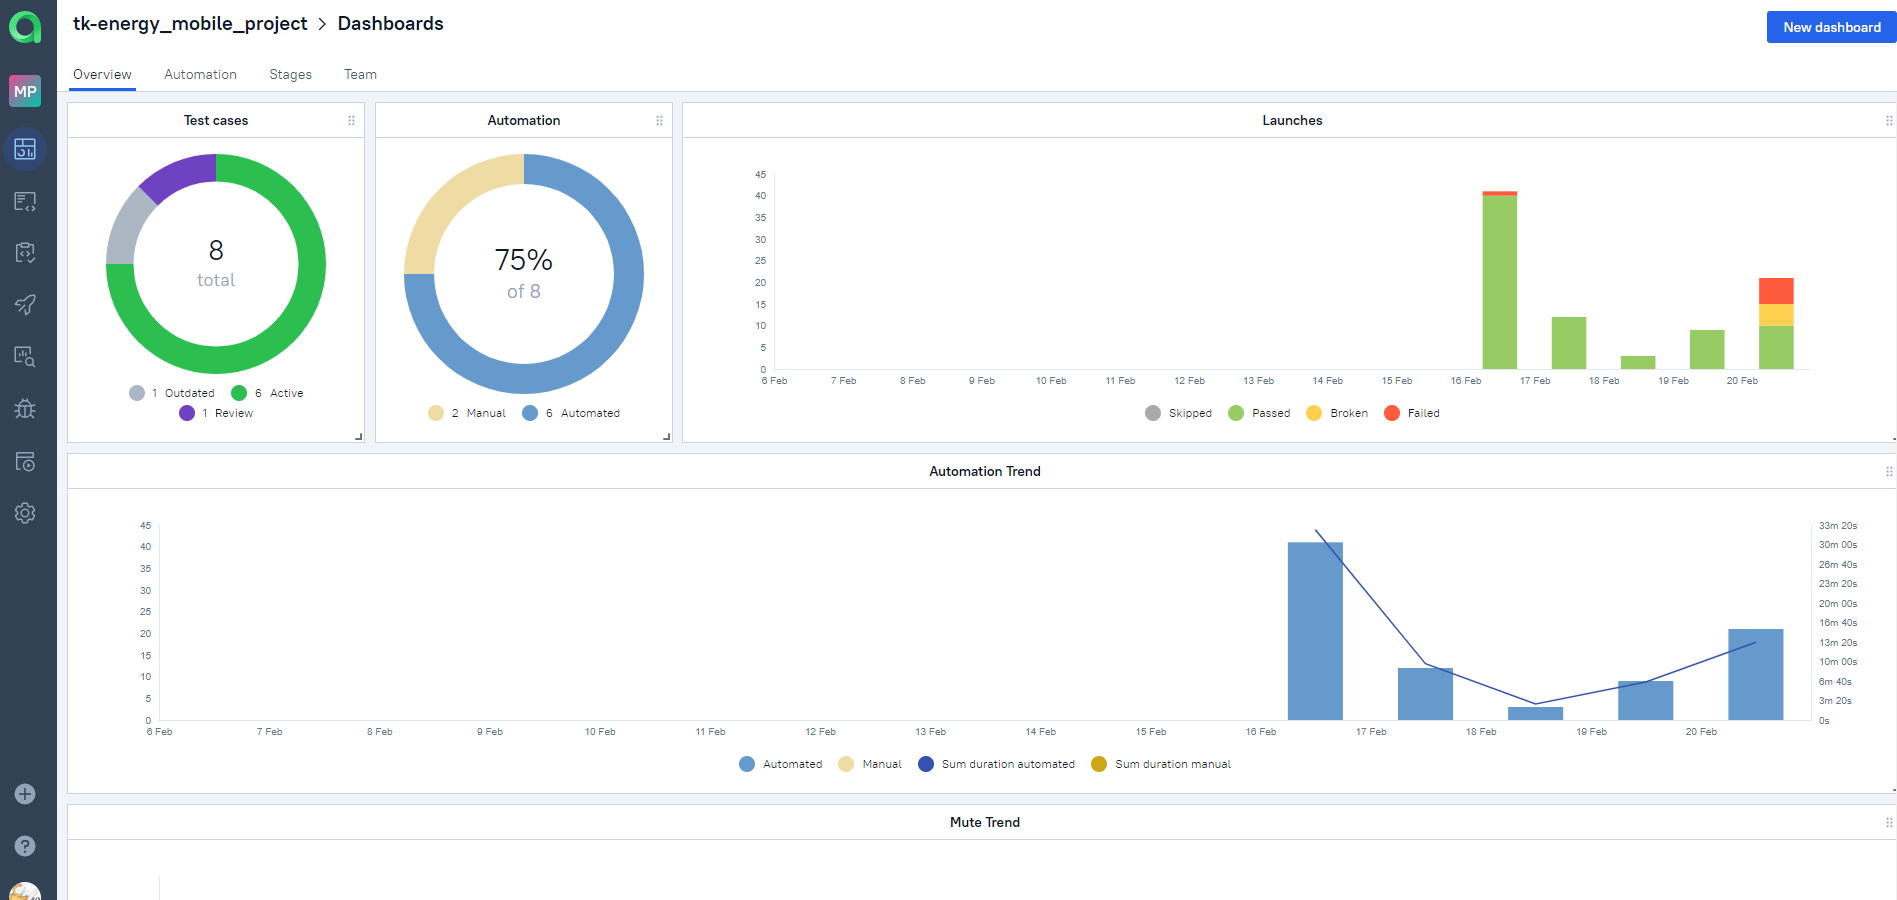 tk-energy_mobile_project > Dashboards
New dashboard
Overview Automation Stages Team
MP
Test cases
8
total
1 Outdated 6 Active
1 Review
Automation
75%
of 8
2 Manual 6 Automated
Launches
45
40
35
30
25
20
15
10
5
0
6 Feb 7 Feb 8 Feb 9 Feb 10 Feb 11 Feb 12 Feb 13 Feb 14 Feb 15 Feb 16 Feb 17 Feb 18 Feb 19 Feb 20 Feb
Skipped Passed Broken Failed
Automation Trend
45
40
35
30
25
20
15
10
5
0
33m 20s
30m 00s
26m 40s
23m 20s
20m 00s
16m 40s
13m 20s
10m 00s
6m 40s
3m 20s
0s
6 Feb 7 Feb 8 Feb 9 Feb 10 Feb 11 Feb 12 Feb 13 Feb 14 Feb 15 Feb 16 Feb 17 Feb 18 Feb 19 Feb 20 Feb
Automated Manual Sum duration automated Sum duration manual
Mute Trend